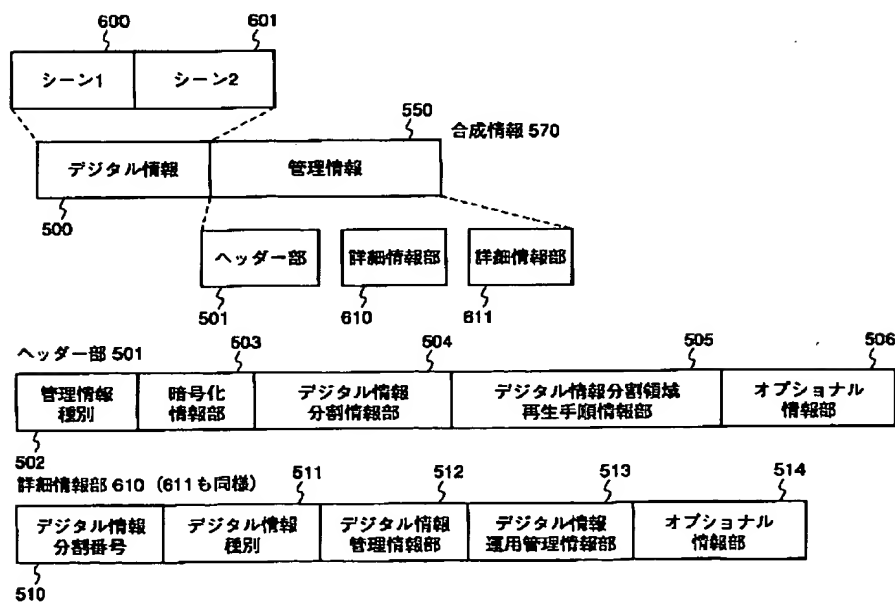 600
601
シーン1
シーン2
550
合成情報 570
デジタル情報
管理情報
500
ヘッダー部
詳細情報部
詳細情報部
501
610
611
ヘッダー部 501
503
504
505
506
管理情報
種別
暗号化
情報部
デジタル情報
分割情報部
デジタル情報分割領域
再生手順情報部
オプショナル
情報部
502
詳細情報部 610 (611も同様)
511
512
513
514
デジタル情報
分割番号
デジタル情報
種別
デジタル情報
管理情報部
デジタル情報
運用管理情報部
オプショナル
情報部
510